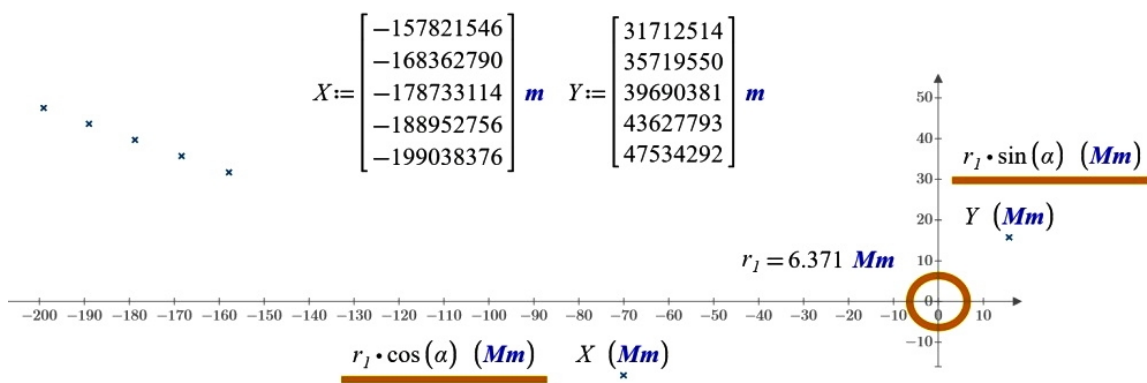 X:= [ −157821546 −168362790 −178733114 −188952756 −199038376 ] m Y:= [ 31712514 35719550 39690381 43627793 47534292 ] m
50
40
30
20
10
0
−10
r₁ • sin(α) (Mm)
Y (Mm)
r₁ = 6.371 Mm
−200 −190 −180 −170 −160 −150 −140 −130 −120 −110 −100 −90 −80 −70 −60 −50 −40 −30 −20 −10 0 10
r₁ • cos(α) (Mm) X (Mm)